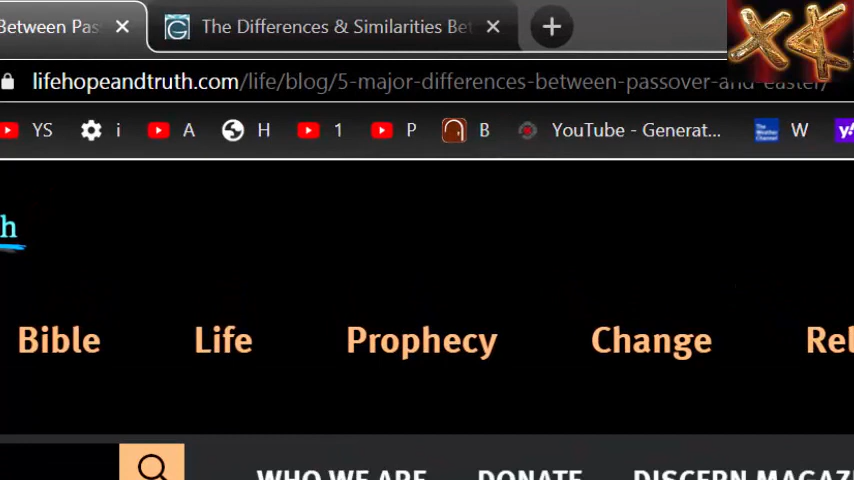 Between Pas
The Differences & Similarities Bet
lifehopeandtruth.com/life/blog/5-major-differences-between-passover-and-easter/
YS i A H 1 P B YouTube - Generat... W y/
h
Bible Life Prophecy Change Rel
WHO WE ARE DONATE DISCERN MAGAZ